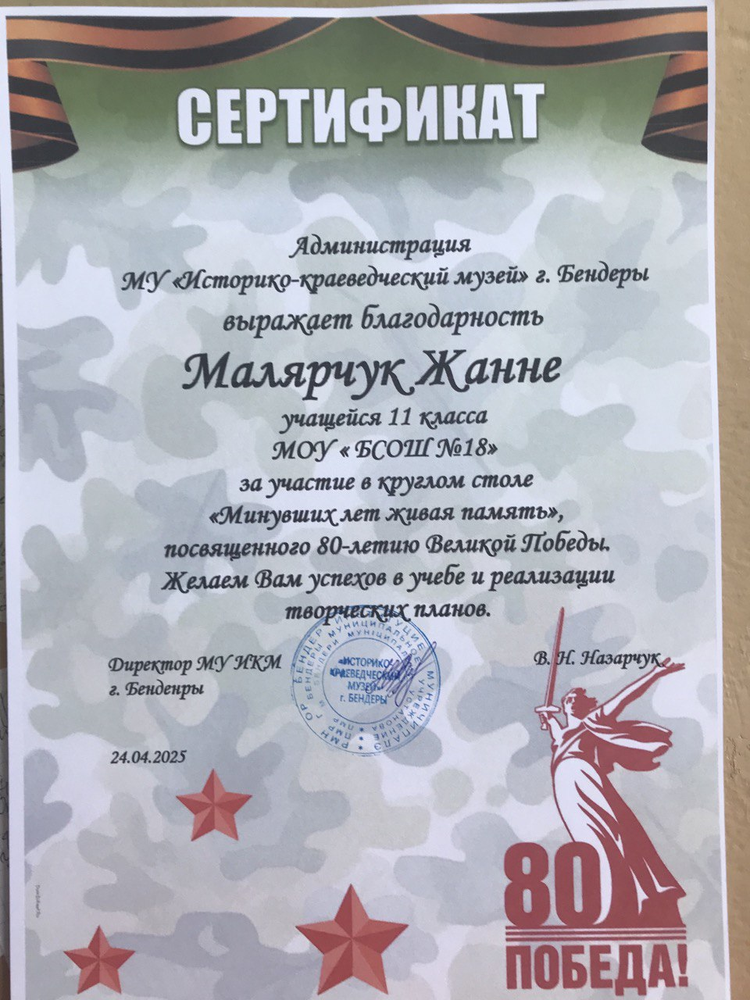 СЕРТИФИКАТ
Администрация
МУ «Историко-краеведческий музей» г. Бендеры
выражает благодарность
Малярчук Жанне
учащейся 11 класса
МОУ « БСОШ №18»
за участие в круглом столе
«Минувших лет живая память»,
посвященного 80-летию Великой Победы.
Желаем Вам успехов в учебе и реализации
творческих планов.
Директор МУ ИКМ
В. Н. Назарчук
г. Бенденры
«ИСТОРИКО-
КРАЕВЕДЧЕСКИЙ
МУЗЕЙ»
г. БЕНДЕРЫ
24.04.2025
80
ПОБЕДА!